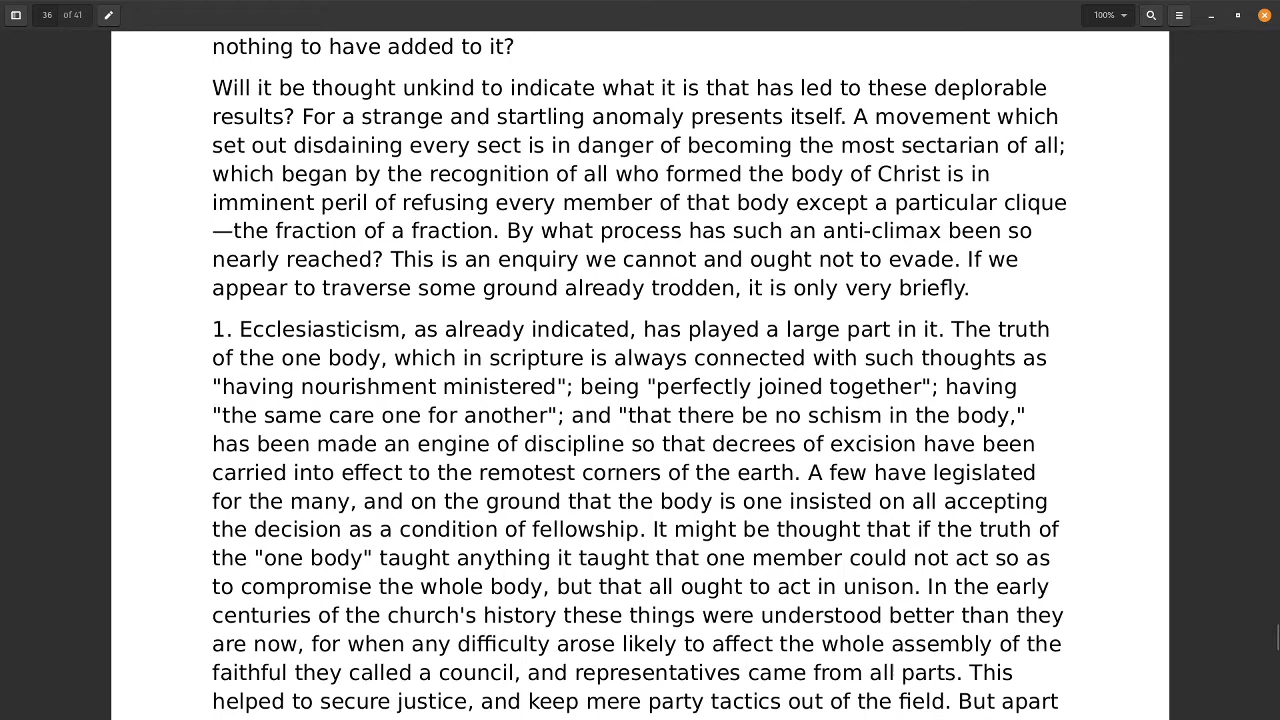 36 of 41
100%
nothing to have added to it?
Will it be thought unkind to indicate what it is that has led to these deplorable
results? For a strange and startling anomaly presents itself. A movement which
set out disdaining every sect is in danger of becoming the most sectarian of all;
which began by the recognition of all who formed the body of Christ is in
imminent peril of refusing every member of that body except a particular clique
—the fraction of a fraction. By what process has such an anti-climax been so
nearly reached? This is an enquiry we cannot and ought not to evade. If we
appear to traverse some ground already trodden, it is only very briefly.
1. Ecclesiasticism, as already indicated, has played a large part in it. The truth
of the one body, which in scripture is always connected with such thoughts as
"having nourishment ministered"; being "perfectly joined together"; having
"the same care one for another"; and "that there be no schism in the body,"
has been made an engine of discipline so that decrees of excision have been
carried into effect to the remotest corners of the earth. A few have legislated
for the many, and on the ground that the body is one insisted on all accepting
the decision as a condition of fellowship. It might be thought that if the truth of
the "one body" taught anything it taught that one member could not act so as
to compromise the whole body, but that all ought to act in unison. In the early
centuries of the church's history these things were understood better than they
are now, for when any difficulty arose likely to affect the whole assembly of the
faithful they called a council, and representatives came from all parts. This
helped to secure justice, and keep mere party tactics out of the field. But apart